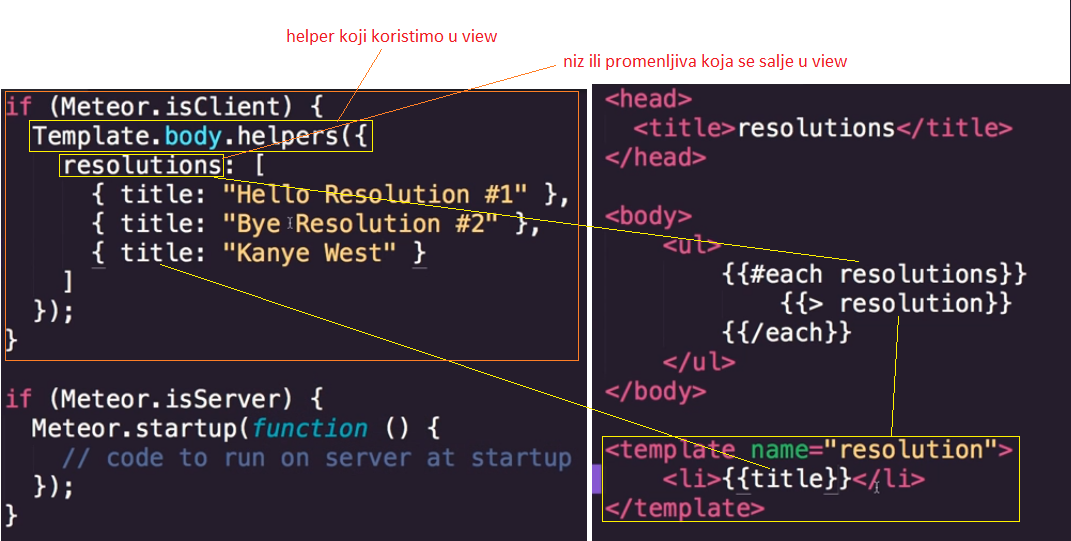 helper koji koristimo u view
niz ili promenljiva koja se salje u view
if (Meteor.isClient) {
Template.body.helpers({
resolutions: [
{ title: "Hello Resolution #1" },
{ title: "Bye Resolution #2" },
{ title: "Kanye West" }
]
});
}
if (Meteor.isServer) {
Meteor.startup(function () {
// code to run on server at startup
});
}
<head>
<title>resolutions</title>
</head>
<body>
<ul>
{{#each resolutions}}
{{> resolution}}
{{/each}}
</ul>
</body>
<template name="resolution">
<li>{{title}}</li>
</template>